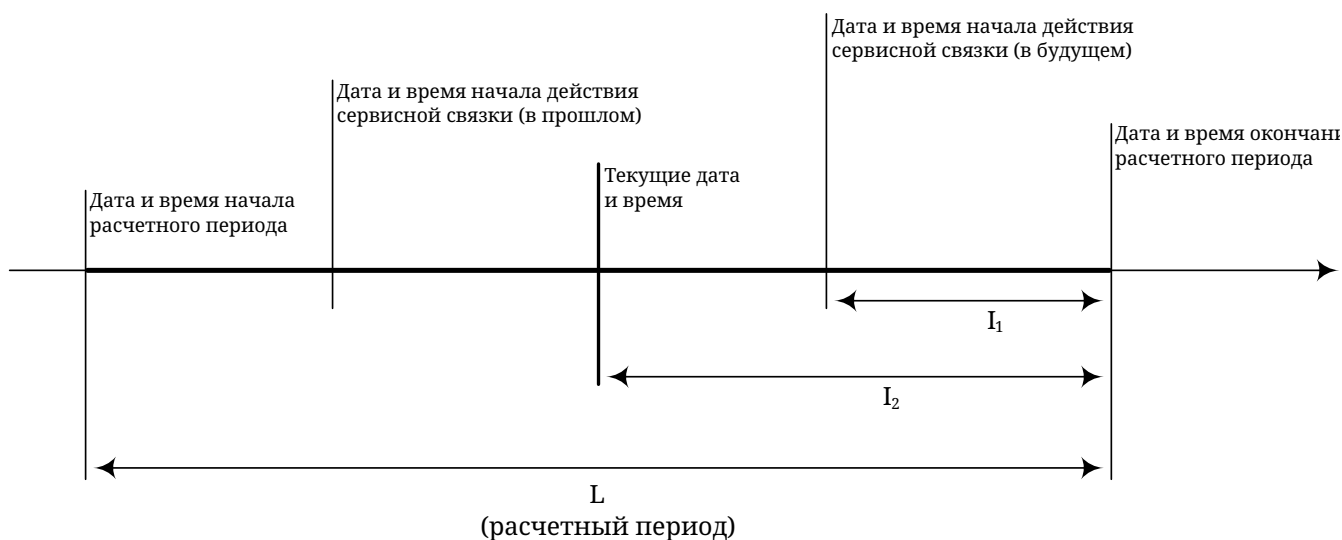 Дата и время начала действия
сервисной связки (в будущем)
Дата и время начала действия
сервисной связки (в прошлом)
Дата и время окончани
расчетного периода
Текущие дата
и время
Дата и время начала
расчетного периода
I₁
I₂
L
(расчетный период)